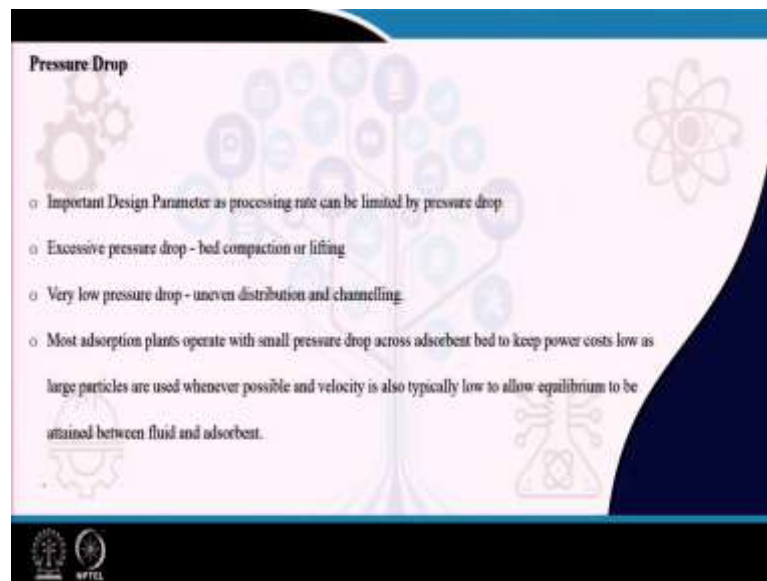 Pressure Drop
o Important Design Parameter as processing rate can be limited by pressure drop
o Excessive pressure drop - bed compaction or lifting
o Very low pressure drop - uneven distribution and channelling.
o Most adsorption plants operate with small pressure drop across adsorbent bed to keep power costs low as
large particles are used whenever possible and velocity is also typically low to allow equilibrium to be
attained between fluid and adsorbent.
NPTEL